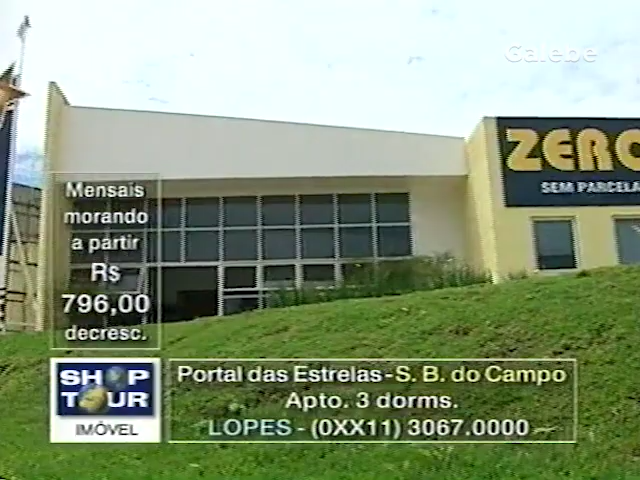 Galebe
ZERO
SEM PARCELA
Mensais
morando
a partir
R$
796,00
decresc.
SHOP
TOUR
IMÓVEL
Portal das Estrelas - S. B. do Campo
Apto. 3 dorms.
LOPES - (0XX11) 3067.0000